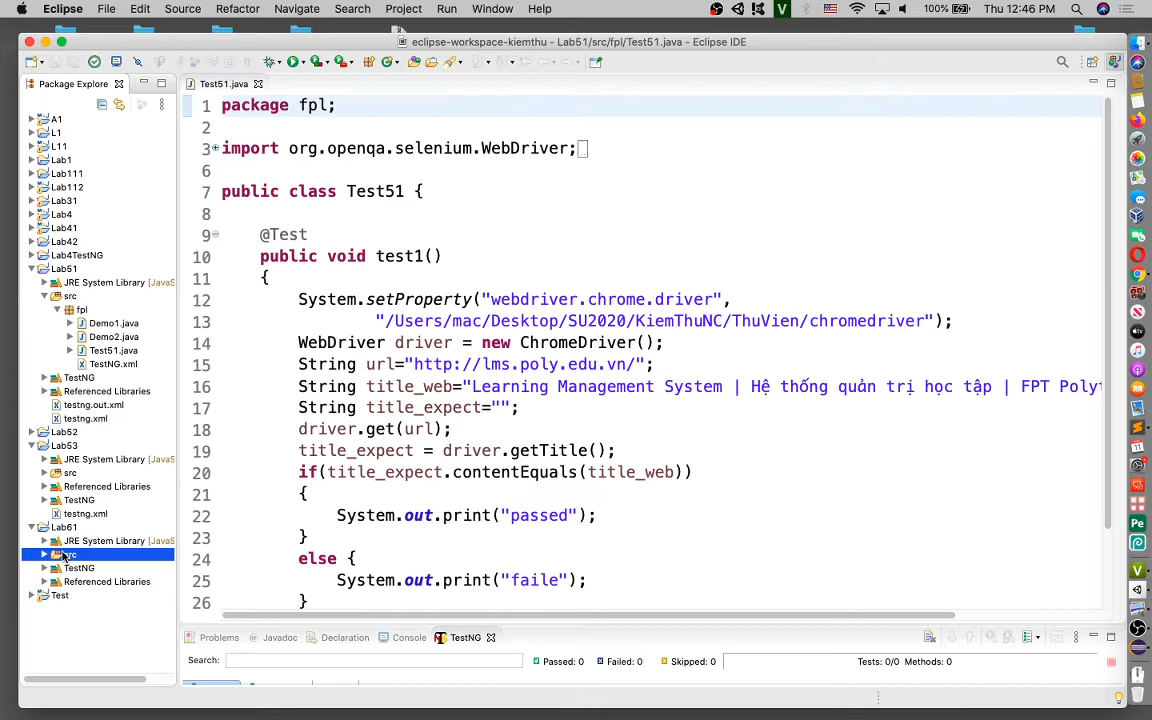 Eclipse File Edit Source Refactor Navigate Search Project Run Window Help
100% Thu 12:46 PM
eclipse-workspace-kiemthu - Lab51/src/fpl/Test51.java - Eclipse IDE
Package Explore
Test51.java
A1
L1
L11
Lab1
Lab111
Lab112
Lab31
Lab4
Lab41
Lab42
Lab4TestNG
Lab51
JRE System Library [JavaS
src
fpl
Demo1.java
Demo2.java
Test51.java
TestNG.xml
TestNG
Referenced Libraries
testng.out.xml
testng.xml
Lab52
Lab53
JRE System Library [JavaS
src
Referenced Libraries
TestNG
testng.xml
Lab61
JRE System Library [JavaS
src
TestNG
Referenced Libraries
Test
1 package fpl;
2
3 import org.openqa.selenium.WebDriver;
6
7 public class Test51 {
8
9 @Test
10 public void test1()
11 {
12 System.setProperty("webdriver.chrome.driver",
13 "/Users/mac/Desktop/SU2020/KiemThuNC/ThuVien/chromedriver");
14 WebDriver driver = new ChromeDriver();
15 String url="http://lms.poly.edu.vn/";
16 String title_web="Learning Management System | Hệ thống quản trị học tập | FPT Polyt
17 String title_expect="";
18 driver.get(url);
19 title_expect = driver.getTitle();
20 if(title_expect.contentEquals(title_web))
21 {
22 System.out.print("passed");
23 }
24 else {
25 System.out.print("faile");
26 }
Problems Javadoc Declaration Console TestNG
Search: Passed: 0 Failed: 0 Skipped: 0 Tests: 0/0 Methods: 0